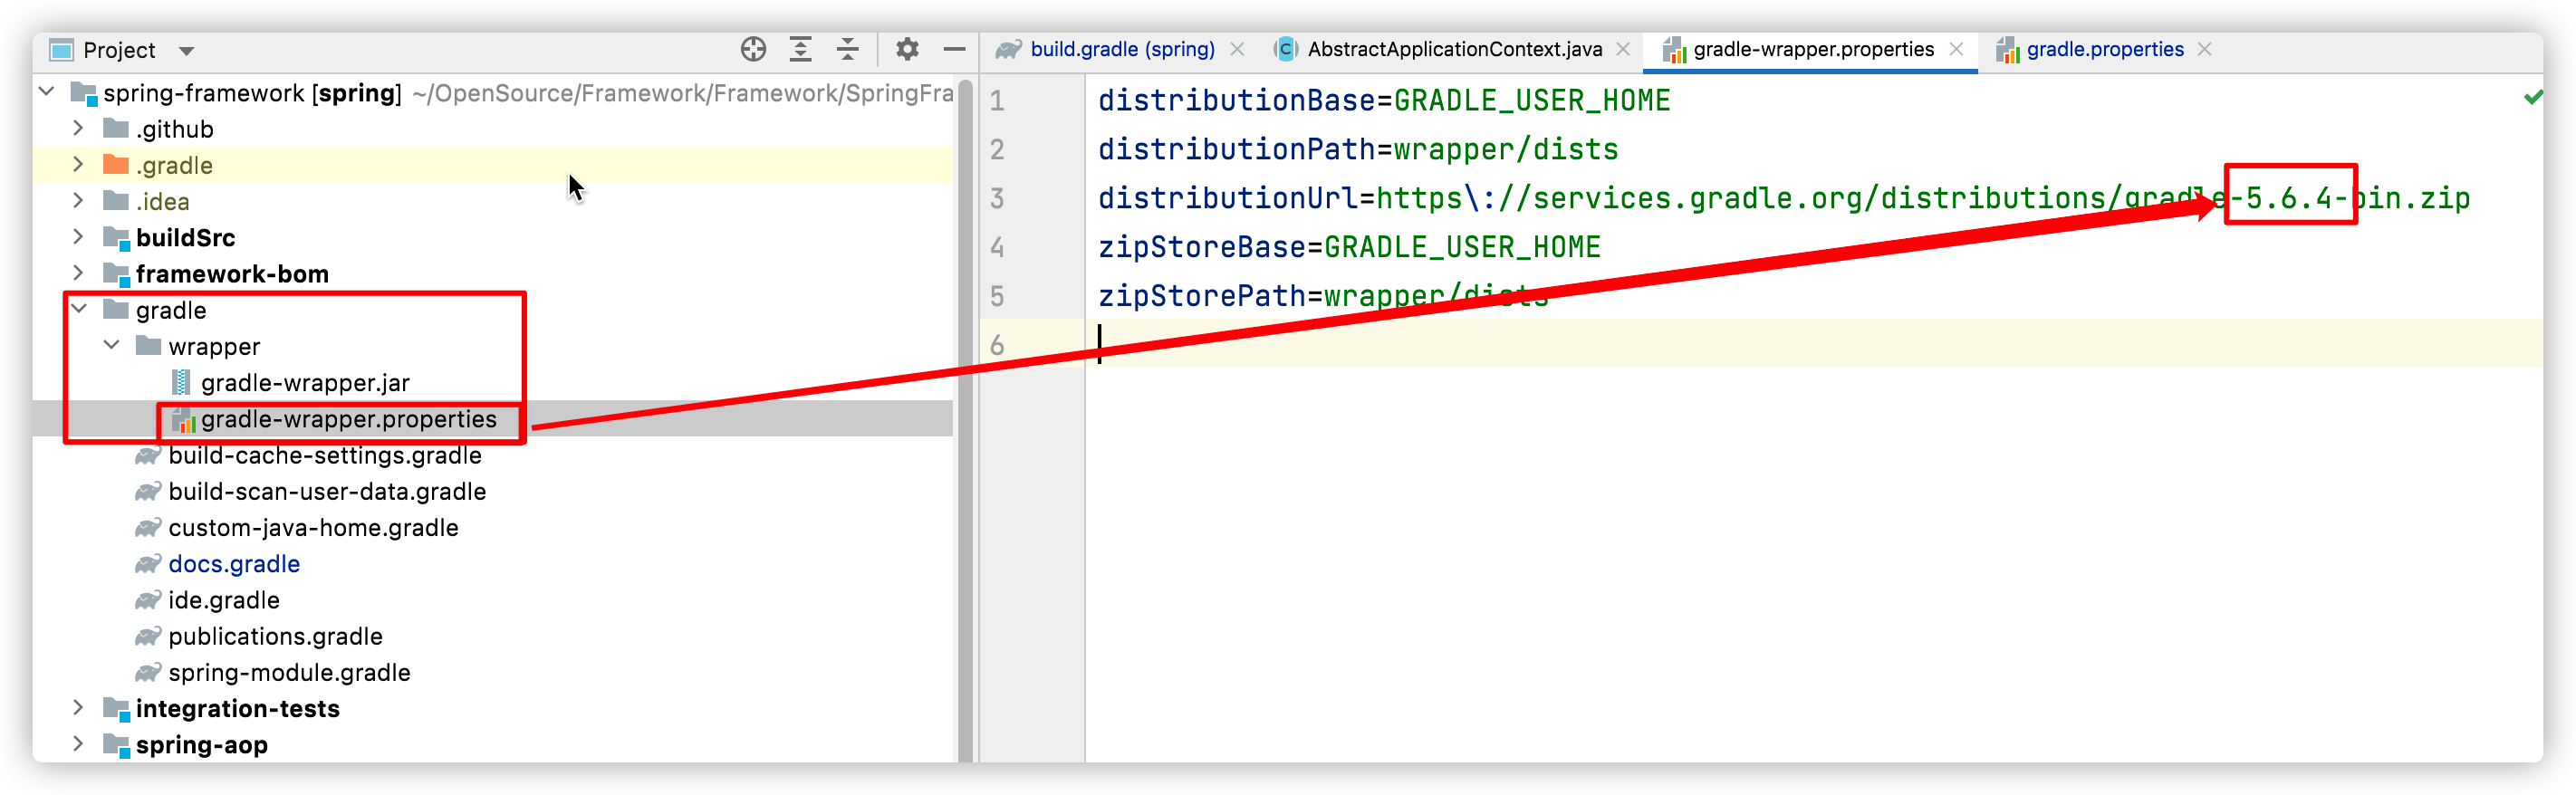 Project
spring-framework [spring] ~/OpenSource/Framework/Framework/SpringFra
.github
.gradle
.idea
buildSrc
framework-bom
gradle
wrapper
gradle-wrapper.jar
gradle-wrapper.properties
build-cache-settings.gradle
build-scan-user-data.gradle
custom-java-home.gradle
docs.gradle
ide.gradle
publications.gradle
spring-module.gradle
integration-tests
spring-aop
build.gradle (spring) C AbstractApplicationContext.java gradle-wrapper.properties gradle.properties
1 distributionBase=GRADLE_USER_HOME
2 distributionPath=wrapper/dists
3 distributionUrl=https\://services.gradle.org/distributions/gradle-5.6.4-bin.zip
4 zipStoreBase=GRADLE_USER_HOME
5 zipStorePath=wrapper/dists
6